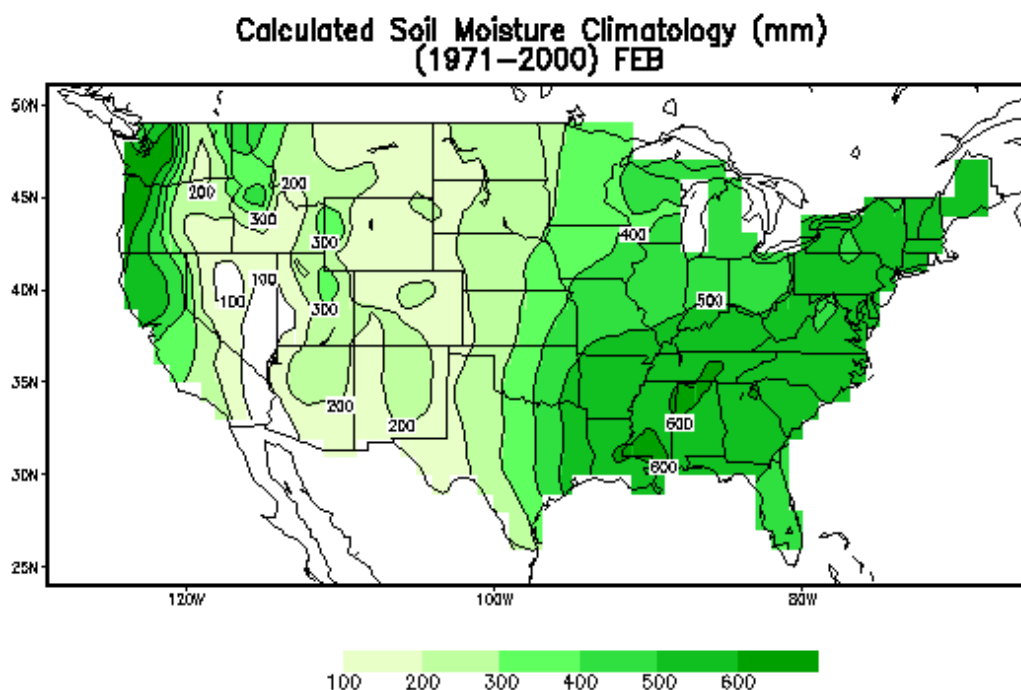 Calculated Soil Moisture Climatology (mm)
(1971-2000) FEB
50N
45N
40N
35N
30N
25N
200
200
300
300
400
100
100
300
500
200
200
600
600
120W
100W
80W
100 200 300 400 500 600